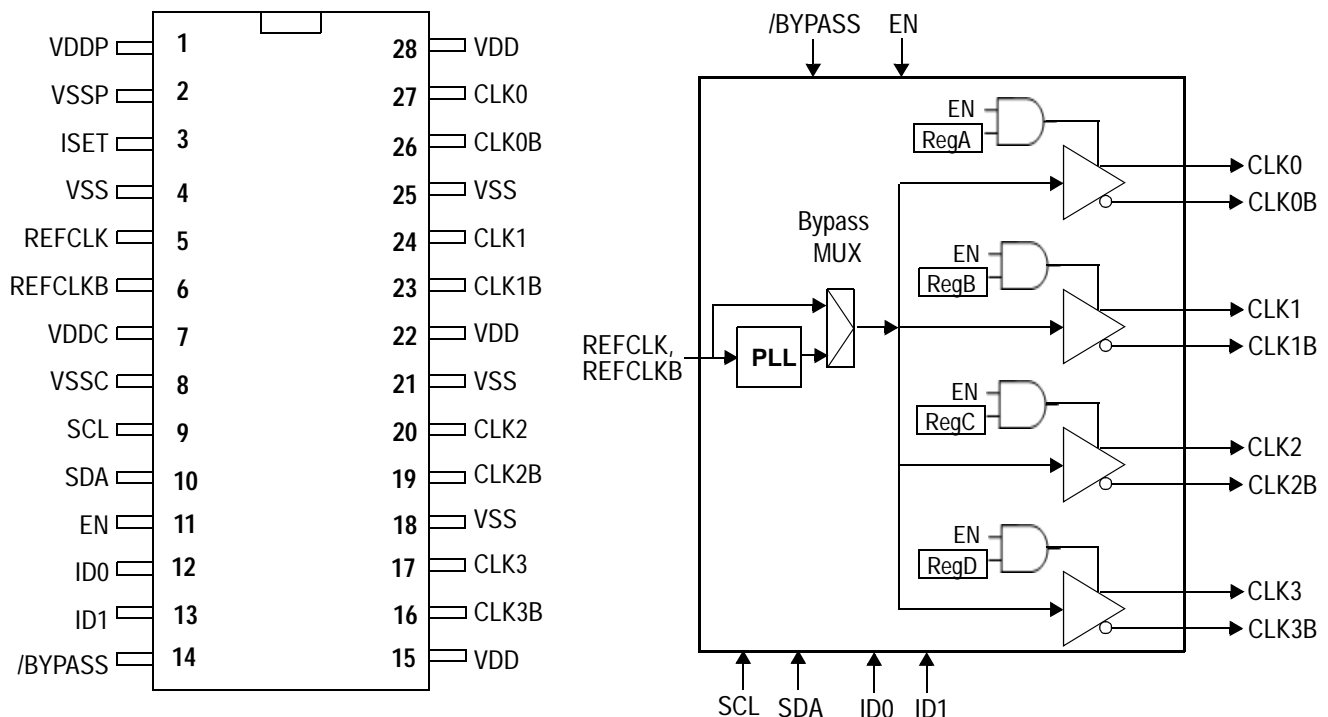 VDDP 1 28 VDD
VSSP 2 27 CLK0
ISET 3 26 CLK0B
VSS 4 25 VSS
REFCLK 5 24 CLK1
REFCLKB 6 23 CLK1B
VDDC 7 22 VDD
VSSC 8 21 VSS
SCL 9 20 CLK2
SDA 10 19 CLK2B
EN 11 18 VSS
ID0 12 17 CLK3
ID1 13 16 CLK3B
/BYPASS 14 15 VDD
/BYPASS EN
EN
RegA
CLK0
CLK0B
Bypass
MUX
EN
RegB
CLK1
CLK1B
REFCLK,
REFCLKB
PLL
EN
RegC
CLK2
CLK2B
EN
RegD
CLK3
CLK3B
SCL SDA ID0 ID1